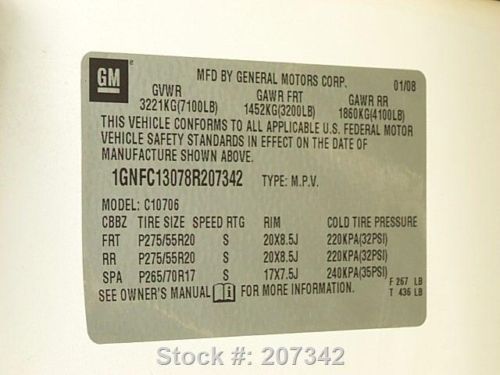 GM
MFD BY GENERAL MOTORS CORP. 01/08
GVWR GAWR FRT GAWR RR
3221KG(7100LB) 1452KG(3200LB) 1860KG(4100LB)
THIS VEHICLE CONFORMS TO ALL APPLICABLE U.S. FEDERAL MOTOR
VEHICLE SAFETY STANDARDS IN EFFECT ON THE DATE OF
MANUFACTURE SHOWN ABOVE.
1GNFC13078R207342 TYPE: M.P.V.
MODEL: C10706
CBBZ TIRE SIZE SPEED RTG RIM COLD TIRE PRESSURE
FRT P275/55R20 S 20X8.5J 220KPA(32PSI)
RR P275/55R20 S 20X8.5J 220KPA(32PSI)
SPA P265/70R17 S 17X7.5J 240KPA(35PSI)
F 267 LB
SEE OWNER'S MANUAL i FOR MORE INFORMATION. T 436 LB
Stock #: 207342